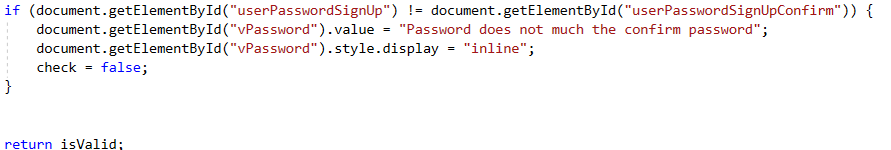 if (document.getElementById("userPasswordSignUp") != document.getElementById("userPasswordSignUpConfirm")) {
    document.getElementById("vPassword").value = "Password does not much the confirm password";
    document.getElementById("vPassword").style.display = "inline";
    check = false;
}
return isValid;